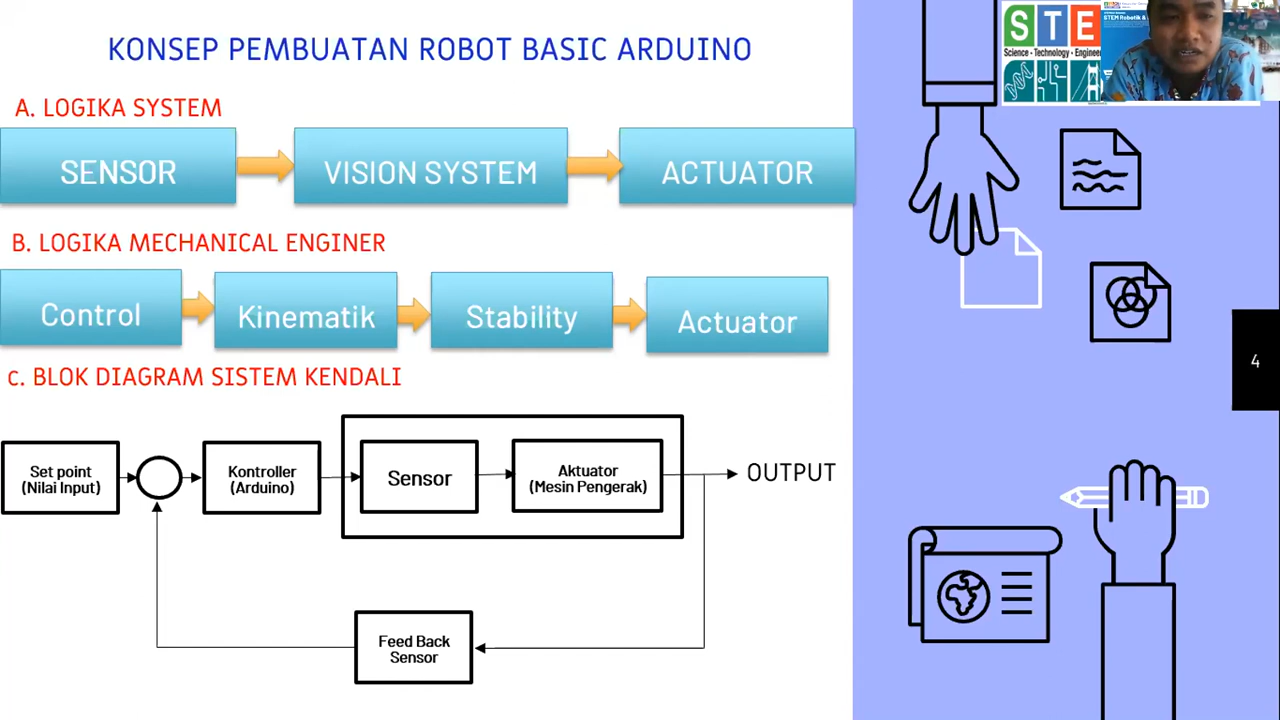 KONSEP PEMBUATAN ROBOT BASIC ARDUINO
STE
Science - Technology - Engineer
STEM Robotik &
A. LOGIKA SYSTEM
SENSOR
VISION SYSTEM
ACTUATOR
B. LOGIKA MECHANICAL ENGINER
Control
Kinematik
Stability
Actuator
4
c. BLOK DIAGRAM SISTEM KENDALI
Set point
(Nilai Input)
Kontroller
(Arduino)
Sensor
Aktuator
(Mesin Pengerak)
OUTPUT
Feed Back
Sensor